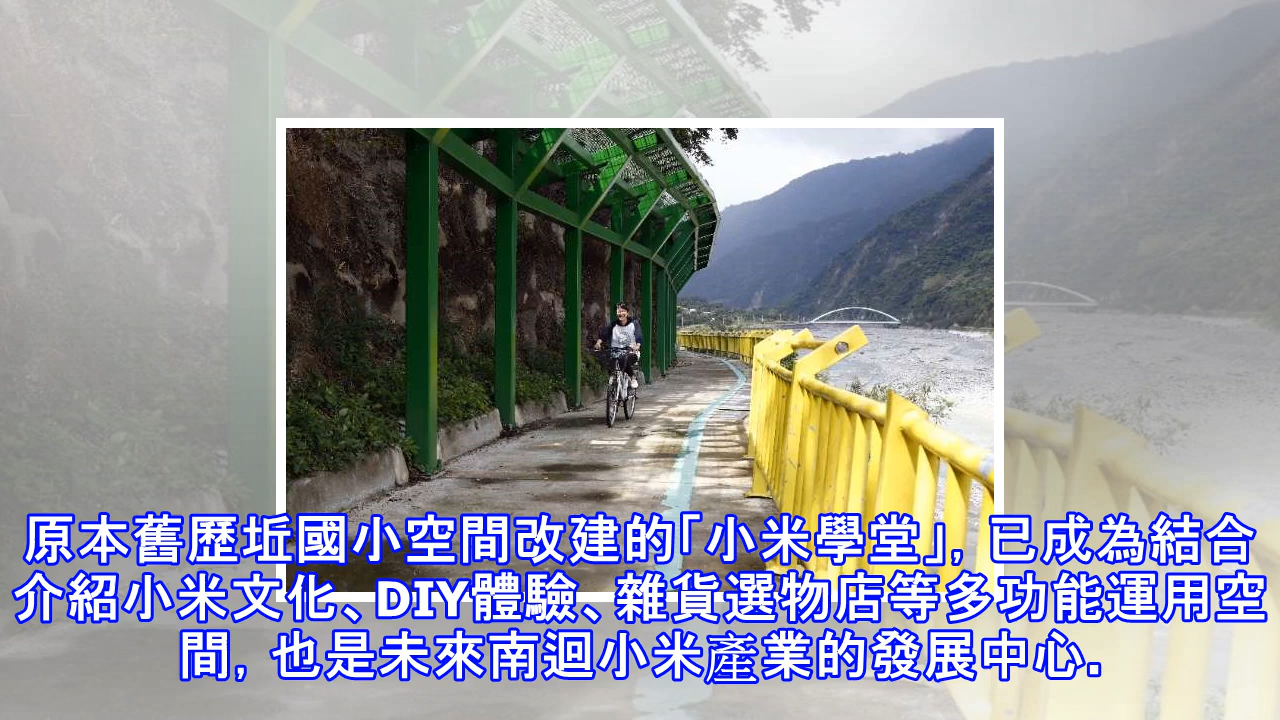 原本舊歷坵國小空間改建的「小米學堂」，已成為結合
介紹小米文化、DIY體驗、雜貨選物店等多功能運用空
間，也是未來南迴小米產業的發展中心.